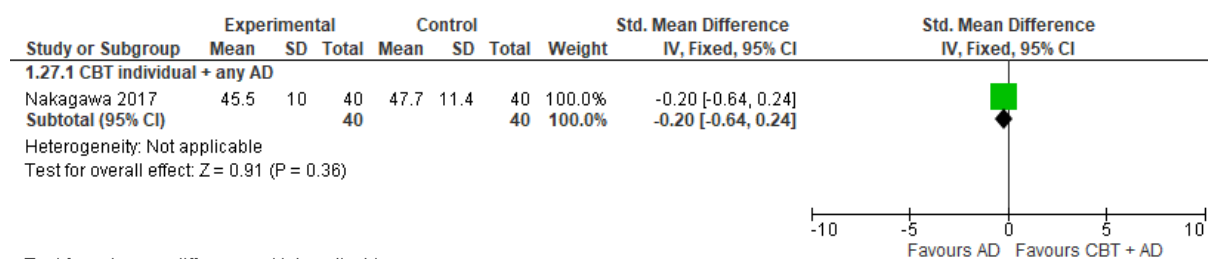 Experimental Control Std. Mean Difference Std. Mean Difference
Study or Subgroup Mean SD Total Mean SD Total Weight IV, Fixed, 95% CI IV, Fixed, 95% CI
1.27.1 CBT individual + any AD
Nakagawa 2017 45.5 10 40 47.7 11.4 40 100.0% -0.20 [-0.64, 0.24]
Subtotal (95% CI) 40 40 100.0% -0.20 [-0.64, 0.24]
Heterogeneity: Not applicable
Test for overall effect: Z = 0.91 (P = 0.36)
-10 -5 0 5 10
Favours AD Favours CBT + AD